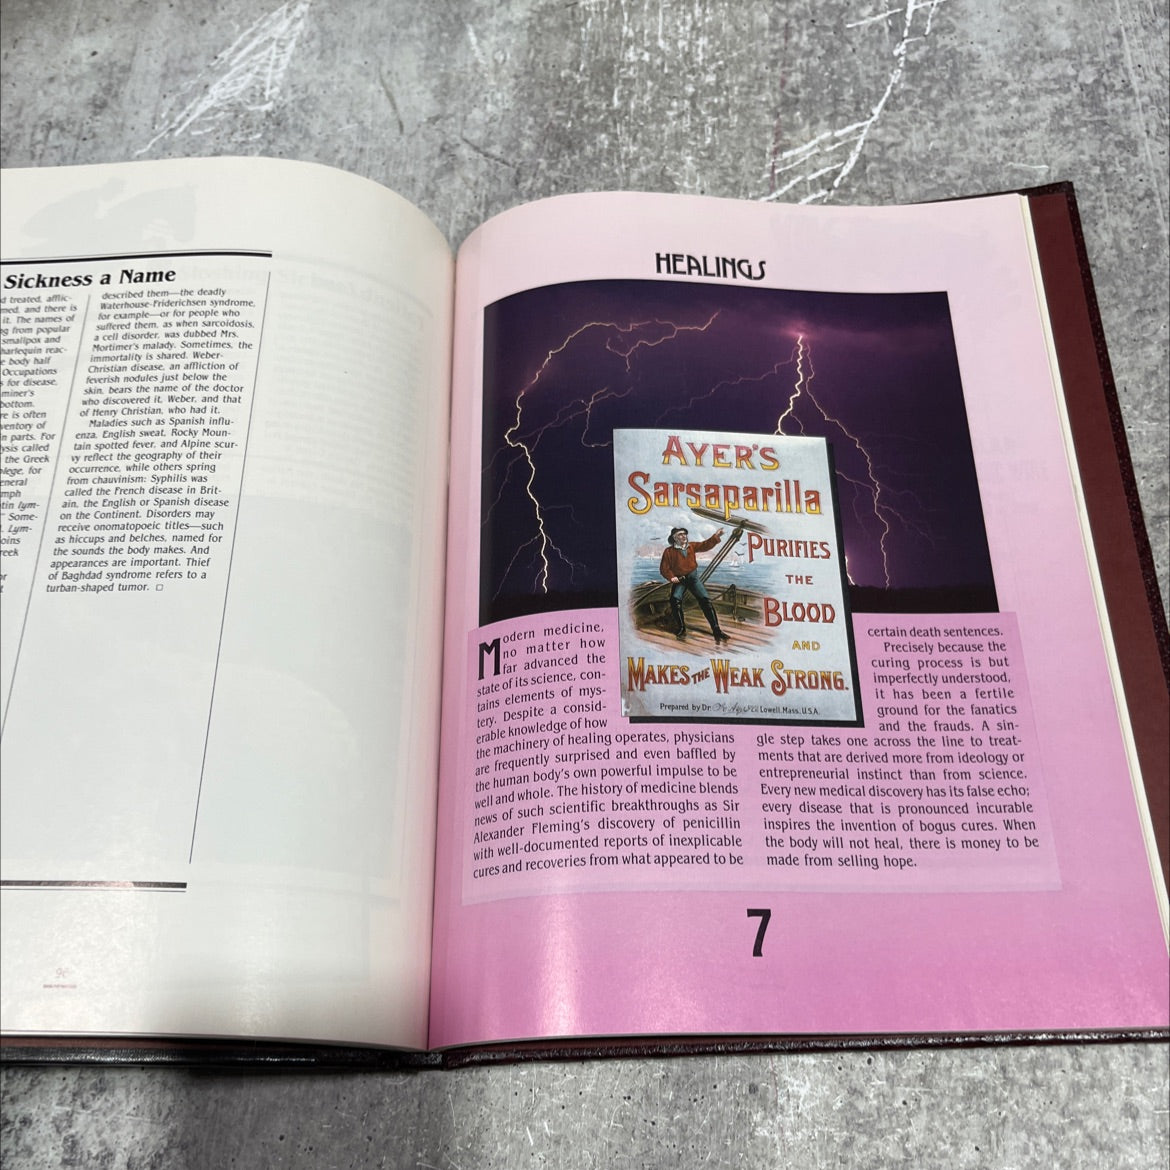 Sickness a Name
d treated, afflic-
med, and there is
it. The names of
ng from popular
smallpox and
harlequin reac-
e body half
Occupations
s for disease,
miner's
bottom.
re is often
ventory of
n parts. For
ysis called
the Greek
plege, for
eneral
mph
tin lym-
Some-
. Lym-
oins
reek
or
described them—the deadly
Waterhouse-Friderichsen syndrome,
for example—or for people who
suffered them, as when sarcoidosis,
a cell disorder, was dubbed Mrs.
Mortimer's malady. Sometimes, the
immortality is shared. Weber-
Christian disease, an affliction of
feverish nodules just below the
skin, bears the name of the doctor
who discovered it, Weber, and that
of Henry Christian, who had it.
Maladies such as Spanish influ-
enza, English sweat, Rocky Moun-
tain spotted fever, and Alpine scur-
vy reflect the geography of their
occurrence, while others spring
from chauvinism: Syphilis was
called the French disease in Brit-
ain, the English or Spanish disease
on the Continent. Disorders may
receive onomatopoeic titles—such
as hiccups and belches, named for
the sounds the body makes. And
appearances are important. Thief
of Baghdad syndrome refers to a
turban-shaped tumor. □
HEALINGS
AYER'S
Sarsaparilla
PURIFIES
THE
BLOOD
AND
MAKES THE WEAK STRONG.
Prepared by Dr. Lowell, Mass. U.S.A.
Modern medicine,
no matter how
far advanced the
state of its science, con-
tains elements of mys-
tery. Despite a consid-
erable knowledge of how
the machinery of healing operates, physicians
are frequently surprised and even baffled by
the human body's own powerful impulse to be
well and whole. The history of medicine blends
news of such scientific breakthroughs as Sir
Alexander Fleming's discovery of penicillin
with well-documented reports of inexplicable
cures and recoveries from what appeared to be
certain death sentences.
Precisely because the
curing process is but
imperfectly understood,
it has been a fertile
ground for the fanatics
and the frauds. A sin-
gle step takes one across the line to treat-
ments that are derived more from ideology or
entrepreneurial instinct than from science.
Every new medical discovery has its false echo;
every disease that is pronounced incurable
inspires the invention of bogus cures. When
the body will not heal, there is money to be
made from selling hope.
7